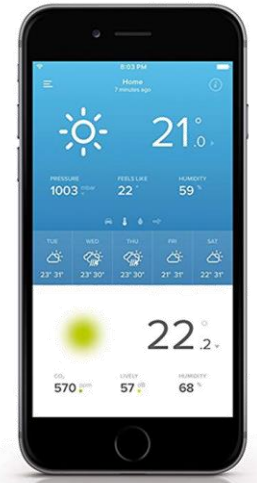 8:03 PM
Home
7 minutes ago
21.0
PRESSURE FEELS LIKE HUMIDITY
1003 mbar 22° 59 %
TUE WED THU FRI SAT
23° 31° 23° 30° 23° 30° 21° 31° 22° 31°
22.2
CO₂ LIVELY HUMIDITY
570 ppm 57 dB 68 %